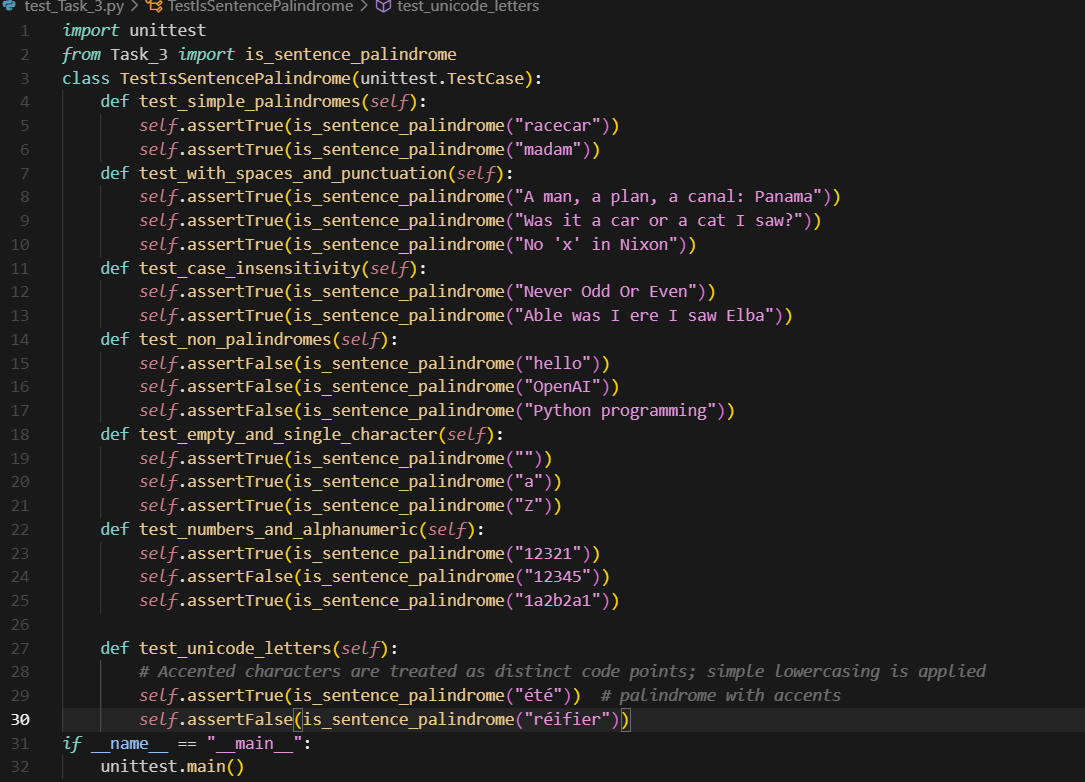 test_Task_3.py > TestIsSentencePalindrome > test_unicode_letters
1 import unittest
2 from Task_3 import is_sentence_palindrome
3 class TestIsSentencePalindrome(unittest.TestCase):
4     def test_simple_palindromes(self):
5         self.assertTrue(is_sentence_palindrome("racecar"))
6         self.assertTrue(is_sentence_palindrome("madam"))
7     def test_with_spaces_and_punctuation(self):
8         self.assertTrue(is_sentence_palindrome("A man, a plan, a canal: Panama"))
9         self.assertTrue(is_sentence_palindrome("Was it a car or a cat I saw?"))
10         self.assertTrue(is_sentence_palindrome("No 'x' in Nixon"))
11     def test_case_insensitivity(self):
12         self.assertTrue(is_sentence_palindrome("Never Odd Or Even"))
13         self.assertTrue(is_sentence_palindrome("Able was I ere I saw Elba"))
14     def test_non_palindromes(self):
15         self.assertFalse(is_sentence_palindrome("hello"))
16         self.assertFalse(is_sentence_palindrome("OpenAI"))
17         self.assertFalse(is_sentence_palindrome("Python programming"))
18     def test_empty_and_single_character(self):
19         self.assertTrue(is_sentence_palindrome(""))
20         self.assertTrue(is_sentence_palindrome("a"))
21         self.assertTrue(is_sentence_palindrome("Z"))
22     def test_numbers_and_alphanumeric(self):
23         self.assertTrue(is_sentence_palindrome("12321"))
24         self.assertFalse(is_sentence_palindrome("12345"))
25         self.assertTrue(is_sentence_palindrome("1a2b2a1"))
26
27     def test_unicode_letters(self):
28         # Accented characters are treated as distinct code points; simple lowercasing is applied
29         self.assertTrue(is_sentence_palindrome("été"))  # palindrome with accents
30         self.assertFalse(is_sentence_palindrome("réifier"))
31 if __name__ == "__main__":
32     unittest.main()